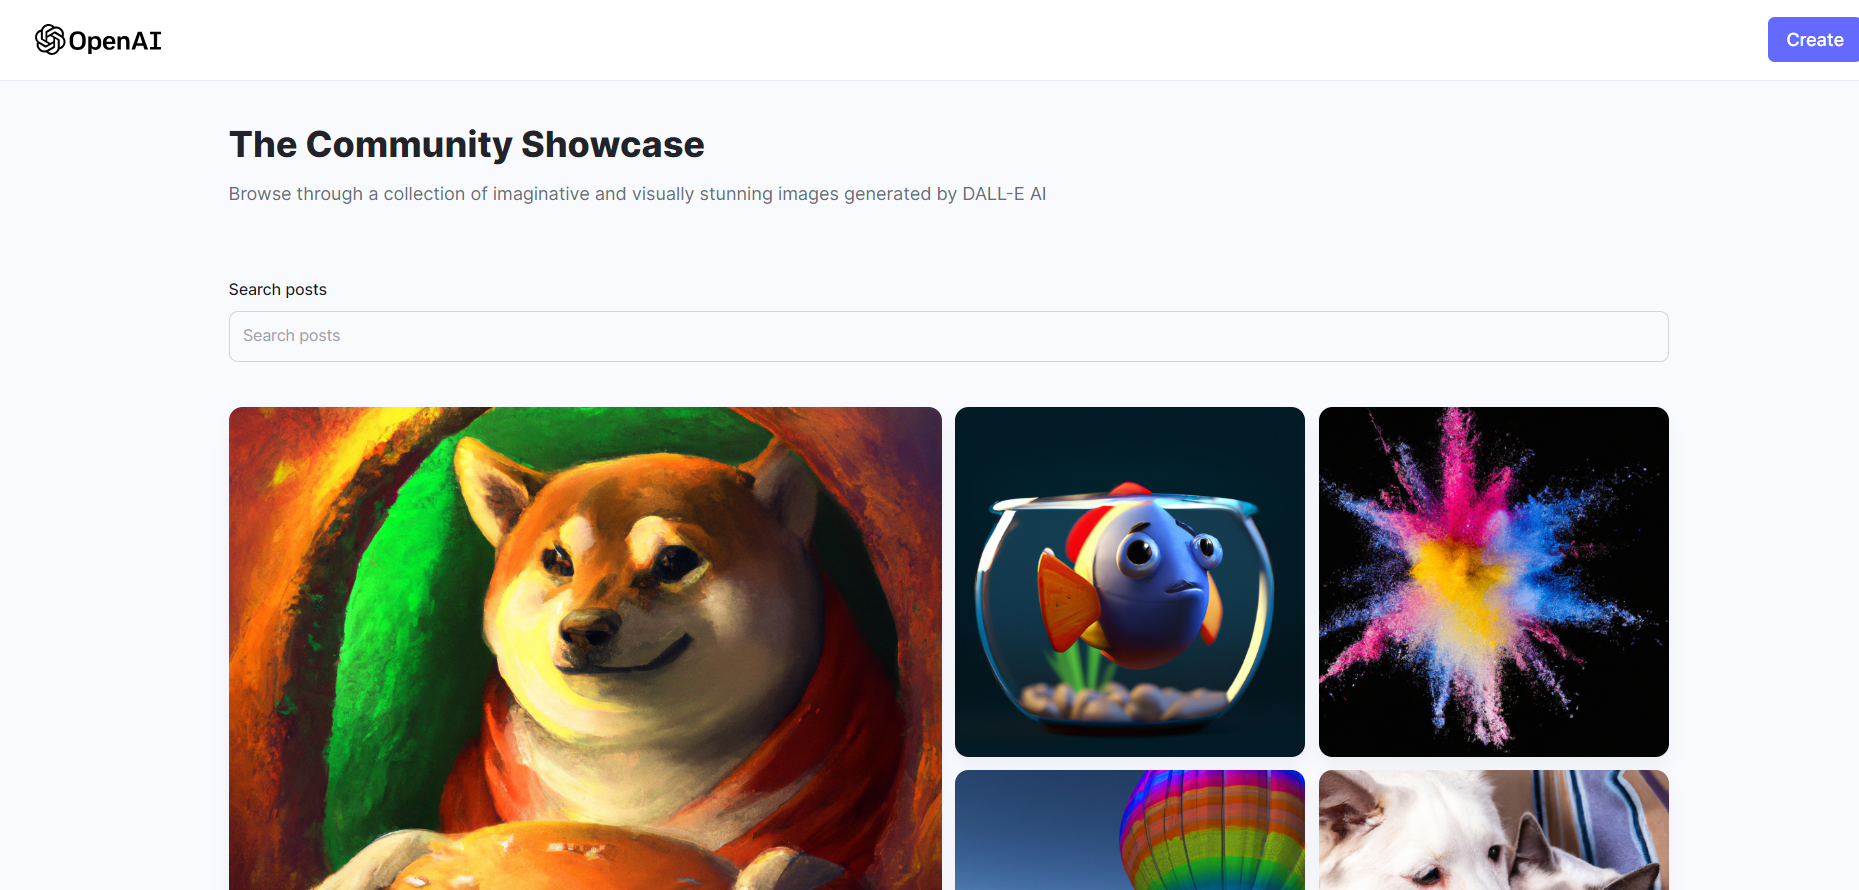 OpenAI
Create
The Community Showcase
Browse through a collection of imaginative and visually stunning images generated by DALL-E AI
Search posts
Search posts